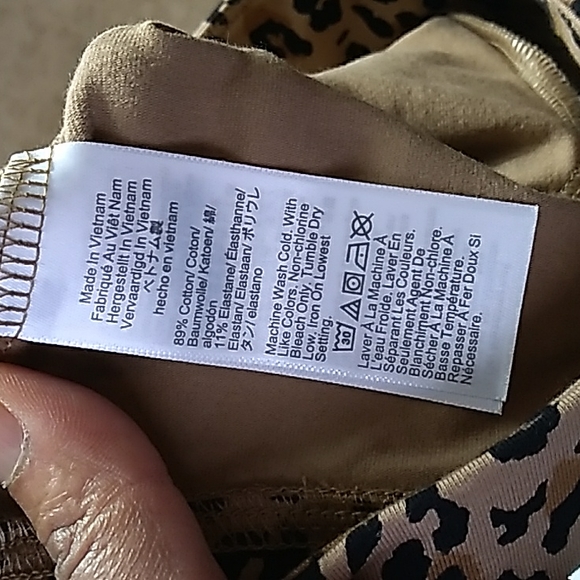 Made In Vietnam
Fabriqué Au Việt Nam
Hergestellt In Vietnam
Vervaardigd In Vietnam
ベトナム製
hecho en vietnam
89% Cotton/ Coton/
Baumwolle/ Katoen/ 綿/
algodón
11% Elastane/ Élasthanne/
Elastan/ Elastaan/ ポリウレ
タン/ elastano
Machine Wash Cold. With
Like Colors. Non-chlorine
Bleach Only. Tumble Dry
Low. Iron On Lowest
Setting.
30
Laver À La Machine À
L'eau Froide, Laver En
Séparant Les Couleurs,
Seulement Agent De
Blanchiment Non-chlore.
Sécher À La Machine À
Basse Température.
Repasser À Fer Doux Si
Nécessaire.